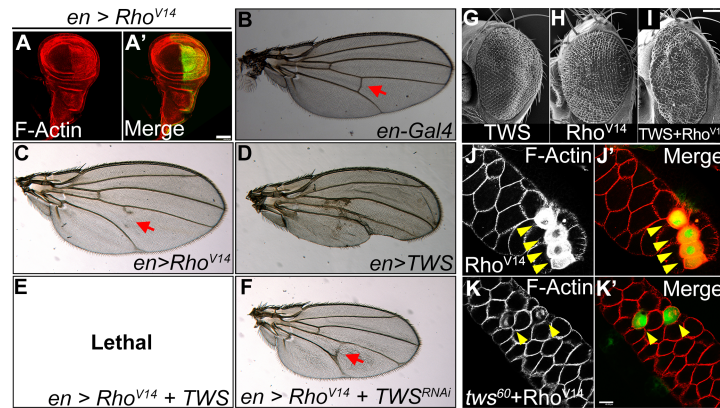 en > Rho^V14
A
A'
F-Actin
Merge
B
en-Gal4
C
en>Rho^V14
D
en>TWS
E
Lethal
en > Rho^V14 + TWS
F
en > Rho^V14 + TWS^RNAi
G
TWS
H
Rho^V14
I
TWS+Rho^V14
J
F-Actin
Rho^V14
J'
Merge
K
F-Actin
tws^60+Rho^V14
K'
Merge